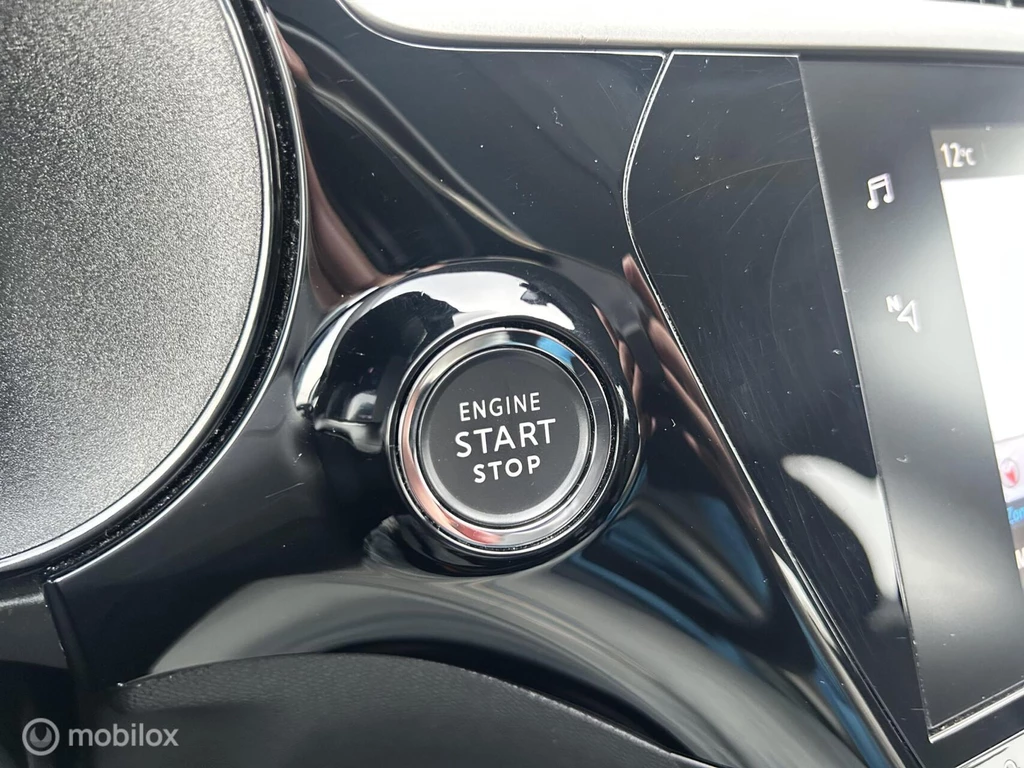 12°C
N
ENGINE
START
STOP
mobilox